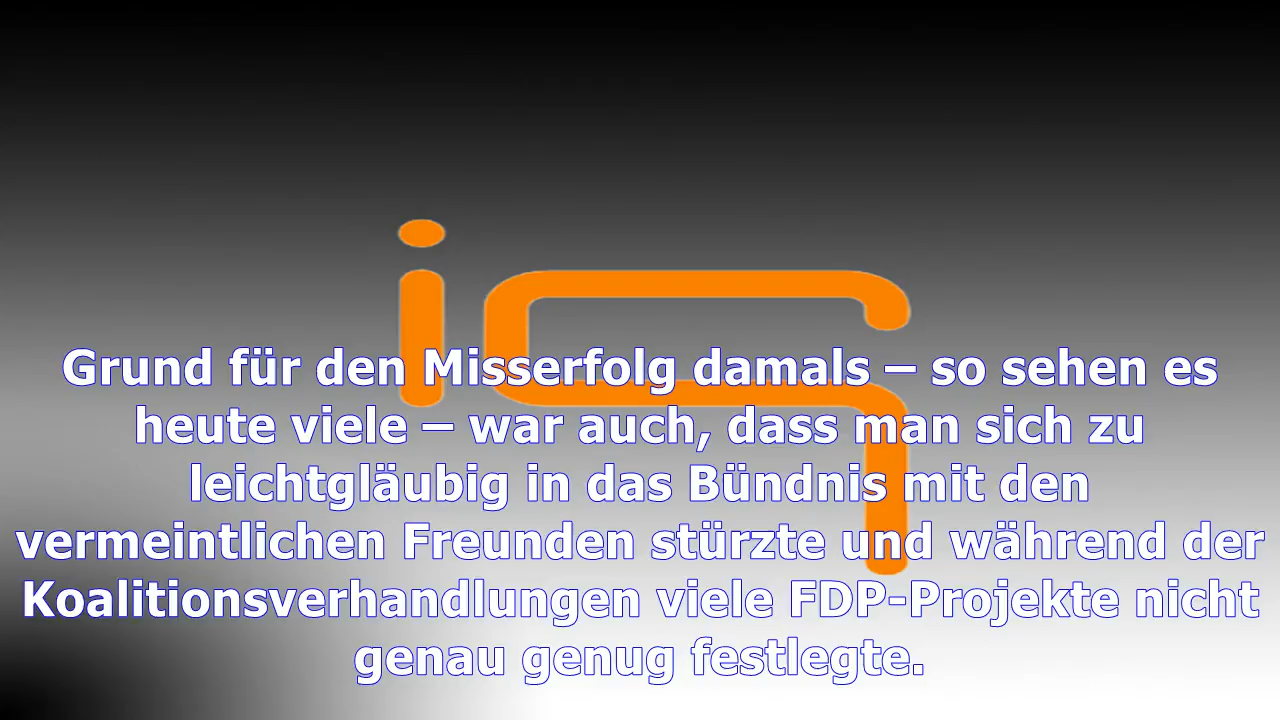 Grund für den Misserfolg damals – so sehen es
heute viele – war auch, dass man sich zu
leichtgläubig in das Bündnis mit den
vermeintlichen Freunden stürzte und während der
Koalitionsverhandlungen viele FDP-Projekte nicht
genau genug festlegte.